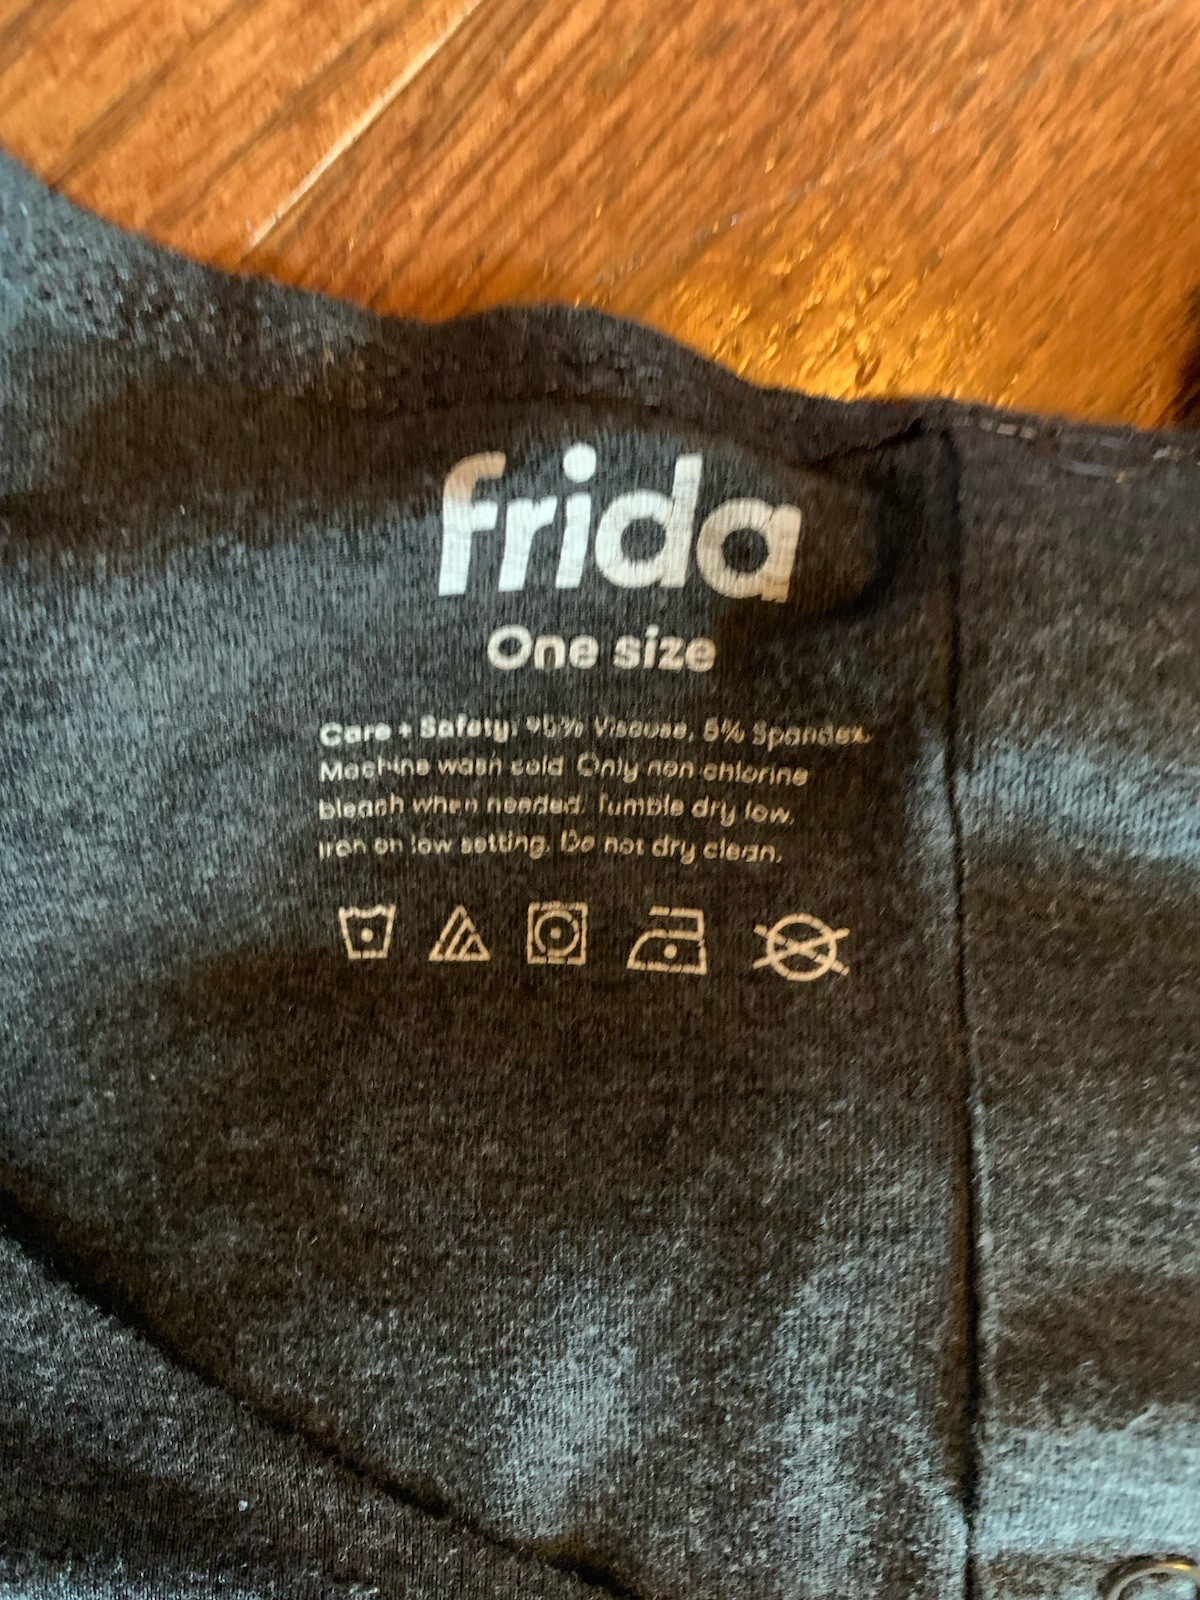 frida
One size
Care + Safety: 95% Viscose, 5% Spandex.
Machine wash cold. Only non chlorine
bleach when needed. Tumble dry low.
Iron on low setting. Do not dry clean.